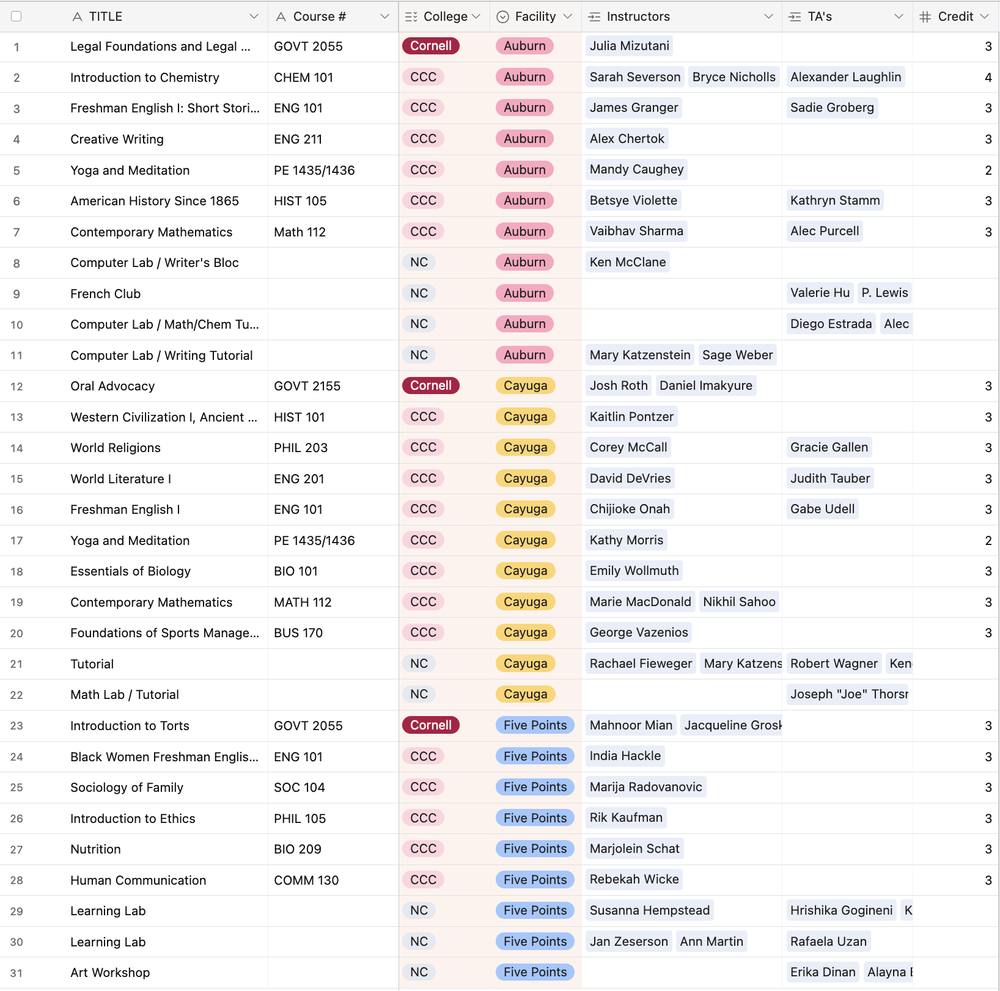 TITLE Course # College Facility Instructors TA's Credit
1 Legal Foundations and Legal ... GOVT 2055 Cornell Auburn Julia Mizutani 3
2 Introduction to Chemistry CHEM 101 CCC Auburn Sarah Severson Bryce Nicholls Alexander Laughlin 4
3 Freshman English I: Short Stori... ENG 101 CCC Auburn James Granger Sadie Groberg 3
4 Creative Writing ENG 211 CCC Auburn Alex Chertok 3
5 Yoga and Meditation PE 1435/1436 CCC Auburn Mandy Caughey 2
6 American History Since 1865 HIST 105 CCC Auburn Betsye Violette Kathryn Stamm 3
7 Contemporary Mathematics Math 112 CCC Auburn Vaibhav Sharma Alec Purcell 3
8 Computer Lab / Writer's Bloc NC Auburn Ken McClane
9 French Club NC Auburn Valerie Hu P. Lewis
10 Computer Lab / Math/Chem Tu... NC Auburn Diego Estrada Alec
11 Computer Lab / Writing Tutorial NC Auburn Mary Katzenstein Sage Weber
12 Oral Advocacy GOVT 2155 Cornell Cayuga Josh Roth Daniel Imakyure 3
13 Western Civilization I, Ancient ... HIST 101 CCC Cayuga Kaitlin Pontzer 3
14 World Religions PHIL 203 CCC Cayuga Corey McCall Gracie Gallen 3
15 World Literature I ENG 201 CCC Cayuga David DeVries Judith Tauber 3
16 Freshman English I ENG 101 CCC Cayuga Chijioke Onah Gabe Udell 3
17 Yoga and Meditation PE 1435/1436 CCC Cayuga Kathy Morris 2
18 Essentials of Biology BIO 101 CCC Cayuga Emily Wollmuth 3
19 Contemporary Mathematics MATH 112 CCC Cayuga Marie MacDonald Nikhil Sahoo 3
20 Foundations of Sports Manage... BUS 170 CCC Cayuga George Vazenios 3
21 Tutorial NC Cayuga Rachael Fieweger Mary Katzens Robert Wagner Ken
22 Math Lab / Tutorial NC Cayuga Joseph "Joe" Thors
23 Introduction to Torts GOVT 2055 Cornell Five Points Mahnoor Mian Jacqueline Grosk 3
24 Black Women Freshman Englis... ENG 101 CCC Five Points India Hackle 3
25 Sociology of Family SOC 104 CCC Five Points Marija Radovanovic 3
26 Introduction to Ethics PHIL 105 CCC Five Points Rik Kaufman 3
27 Nutrition BIO 209 CCC Five Points Marjolein Schat 3
28 Human Communication COMM 130 CCC Five Points Rebekah Wicke 3
29 Learning Lab NC Five Points Susanna Hempstead Hrishika Gogineni K
30 Learning Lab NC Five Points Jan Zeserson Ann Martin Rafaela Uzan
31 Art Workshop NC Five Points Erika Dinan Alayna